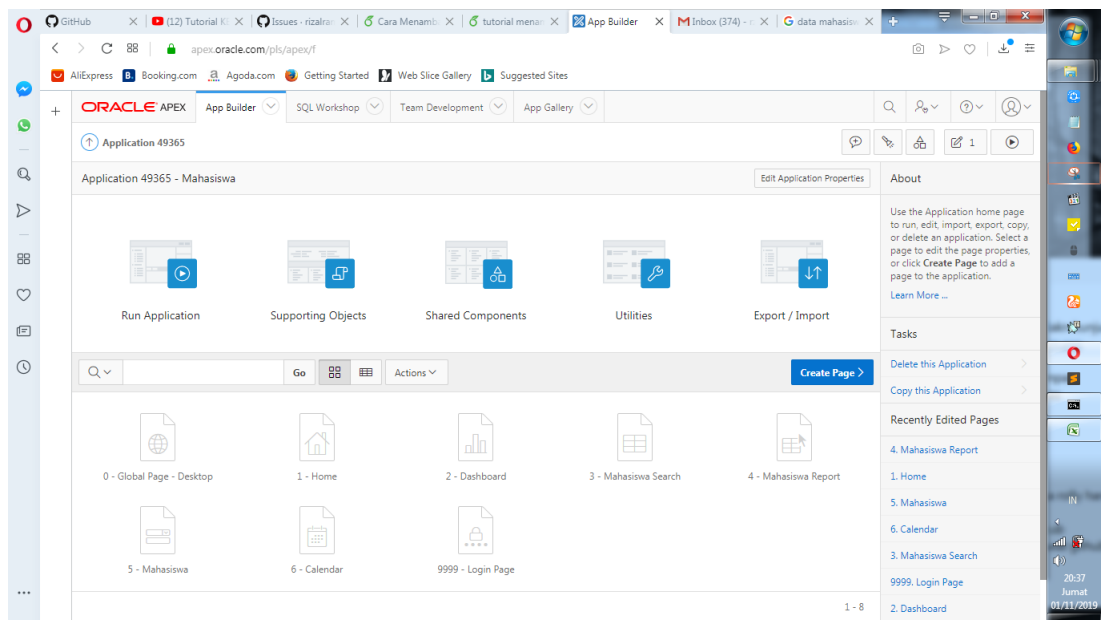 GitHub
(12) Tutorial Kl
Issues · rizalran
Cara Menamb
tutorial menan
App Builder
Inbox (374) -
data mahasisw
apex.oracle.com/pls/apex/f
AliExpress
Booking.com
Agoda.com
Getting Started
Web Slice Gallery
Suggested Sites
ORACLE APEX
App Builder
SQL Workshop
Team Development
App Gallery
Application 49365
1
Application 49365 - Mahasiswa
Edit Application Properties
Run Application
Supporting Objects
Shared Components
Utilities
Export / Import
Go
Actions
Create Page >
0 - Global Page - Desktop
1 - Home
2 - Dashboard
3 - Mahasiswa Search
4 - Mahasiswa Report
5 - Mahasiswa
6 - Calendar
9999 - Login Page
1 - 8
About
Use the Application home page
to run, edit, import, export, copy,
or delete an application. Select a
page to edit the page properties,
or click Create Page to add a
page to the application.
Learn More ...
Tasks
Delete this Application
Copy this Application
Recently Edited Pages
4. Mahasiswa Report
1. Home
5. Mahasiswa
6. Calendar
3. Mahasiswa Search
9999. Login Page
2. Dashboard
IN
20:37
Jumat
01/11/2019